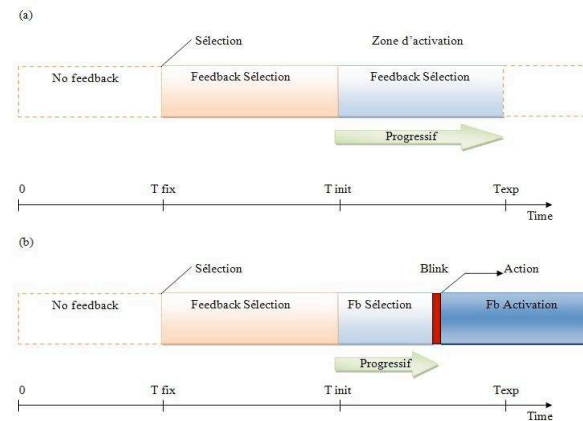 (a)
Sélection
Zone d'activation
No feedback
Feedback Sélection
Feedback Sélection
Progressif
0
T fix
T init
Texp
Time
(b)
Sélection
Blink
Action
No feedback
Feedback Sélection
Fb Sélection
Fb Activation
Progressif
0
T fix
T init
Texp
Time